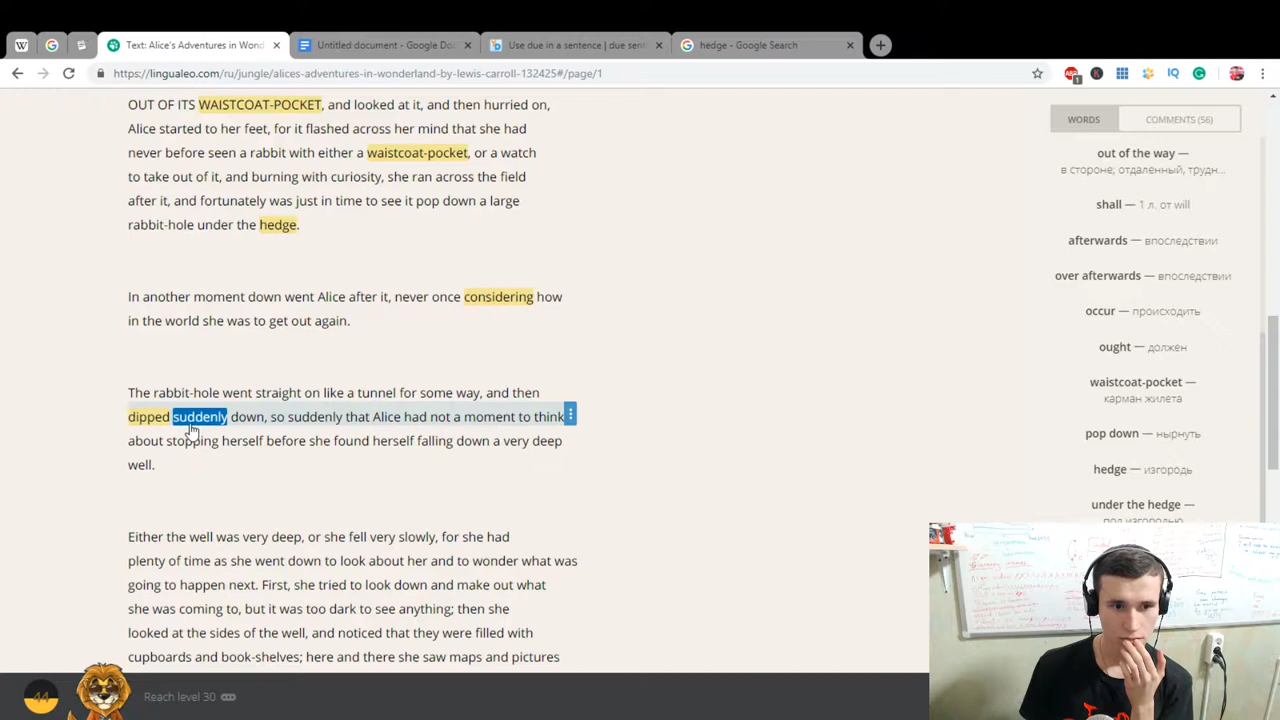 Text: Alice's Adventures in Wond
Untitled document - Google Doc
Use due in a sentence | due sent
hedge - Google Search
https://lingualeo.com/ru/jungle/alices-adventures-in-wonderland-by-lewis-carroll-132425#/page/1
OUT OF ITS WAISTCOAT-POCKET, and looked at it, and then hurried on,
Alice started to her feet, for it flashed across her mind that she had
never before seen a rabbit with either a waistcoat-pocket, or a watch
to take out of it, and burning with curiosity, she ran across the field
after it, and fortunately was just in time to see it pop down a large
rabbit-hole under the hedge.
In another moment down went Alice after it, never once considering how
in the world she was to get out again.
The rabbit-hole went straight on like a tunnel for some way, and then
dipped suddenly down, so suddenly that Alice had not a moment to think
about stopping herself before she found herself falling down a very deep
well.
Either the well was very deep, or she fell very slowly, for she had
plenty of time as she went down to look about her and to wonder what was
going to happen next. First, she tried to look down and make out what
she was coming to, but it was too dark to see anything; then she
looked at the sides of the well, and noticed that they were filled with
cupboards and book-shelves; here and there she saw maps and pictures
WORDS
COMMENTS (56)
out of the way —
в стороне; отдаленный, трудн...
shall — 1 л. от will
afterwards — впоследствии
over afterwards — впоследствии
occur — происходить
ought — должен
waistcoat-pocket —
карман жилета
pop down — нырнуть
hedge — изгородь
under the hedge —
под изгородью
44
Reach level 30